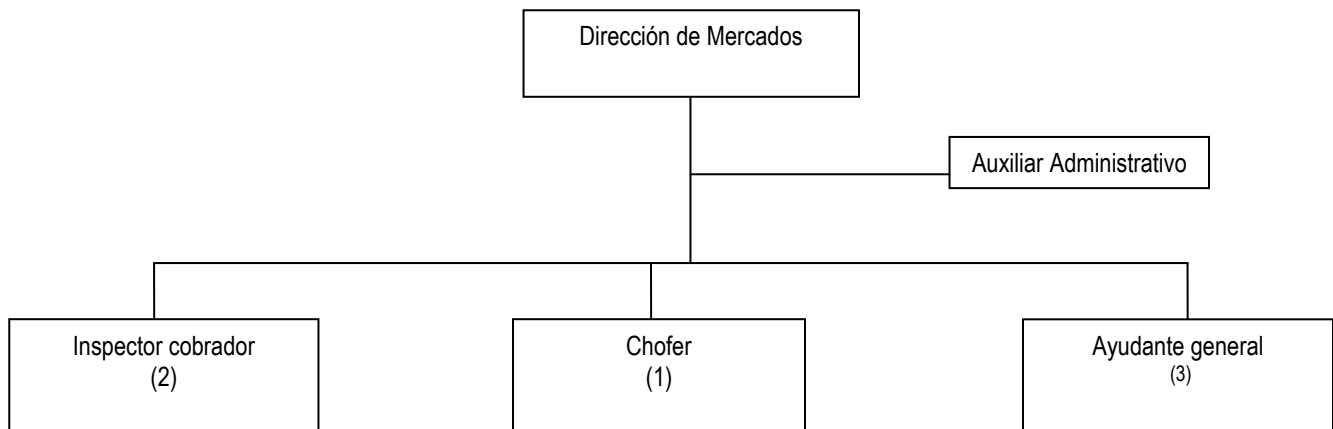 Dirección de Mercados
Auxiliar Administrativo
Inspector cobrador
(2)
Chofer
(1)
Ayudante general
(3)